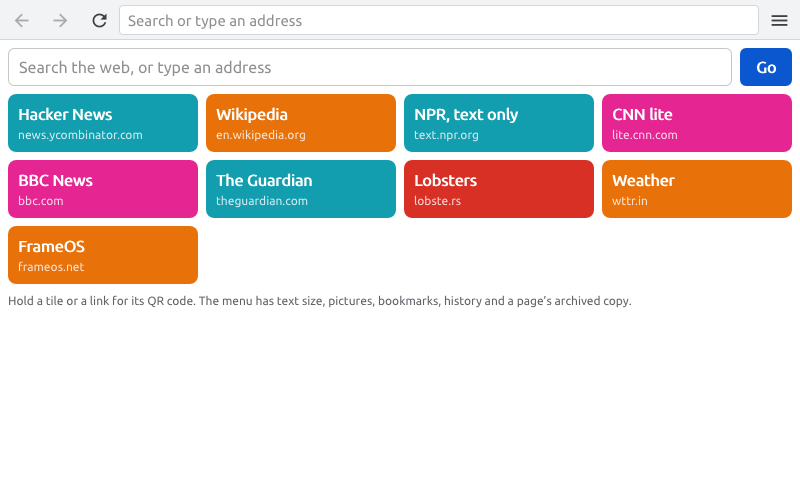 Search or type an address
Search the web, or type an address
Go
Hacker News
news.ycombinator.com
Wikipedia
en.wikipedia.org
NPR, text only
text.npr.org
CNN lite
lite.cnn.com
BBC News
bbc.com
The Guardian
theguardian.com
Lobsters
lobste.rs
Weather
wttr.in
FrameOS
frameos.net
Hold a tile or a link for its QR code. The menu has text size, pictures, bookmarks, history and a page's archived copy.